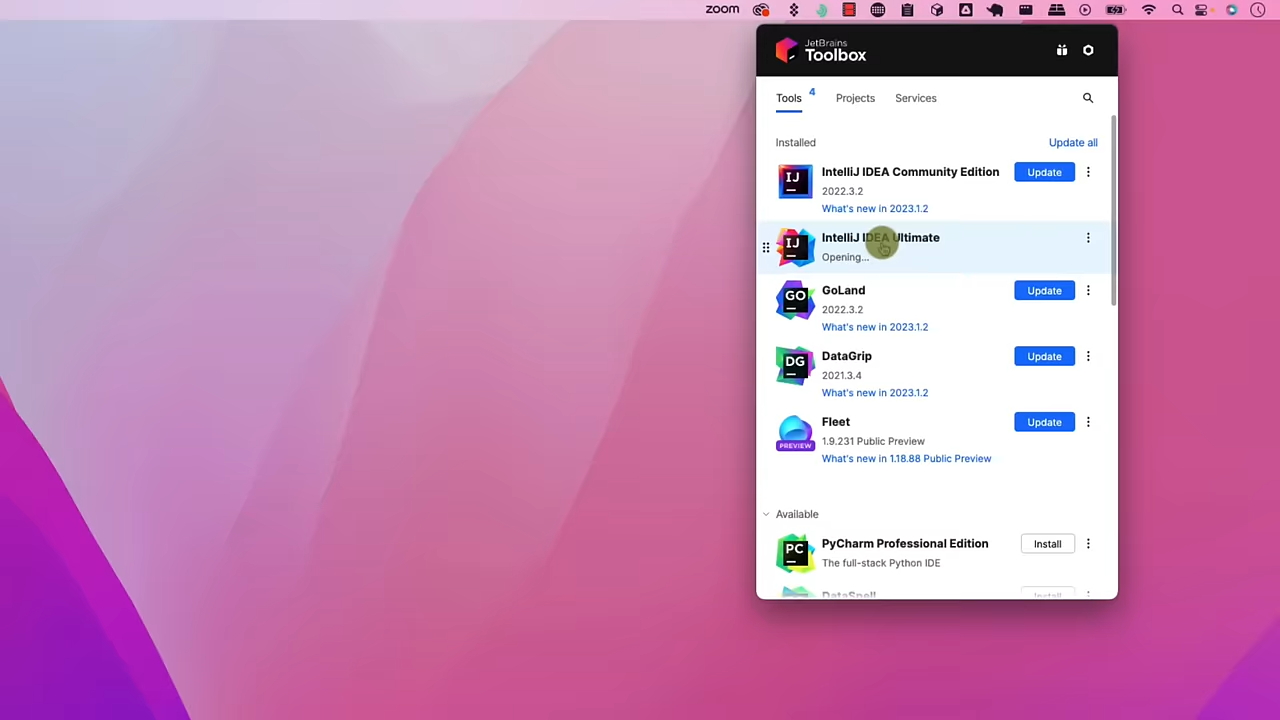 zoom
JetBrains
Toolbox
Tools 4 Projects Services
Installed Update all
IJ IntelliJ IDEA Community Edition Update
2022.3.2
What's new in 2023.1.2
IJ IntelliJ IDEA Ultimate
Opening...
GO GoLand Update
2022.3.2
What's new in 2023.1.2
DG DataGrip Update
2021.3.4
What's new in 2023.1.2
Fleet Update
PREVIEW 1.9.231 Public Preview
What's new in 1.18.88 Public Preview
Available
PC PyCharm Professional Edition Install
The full-stack Python IDE
DataSpell Install